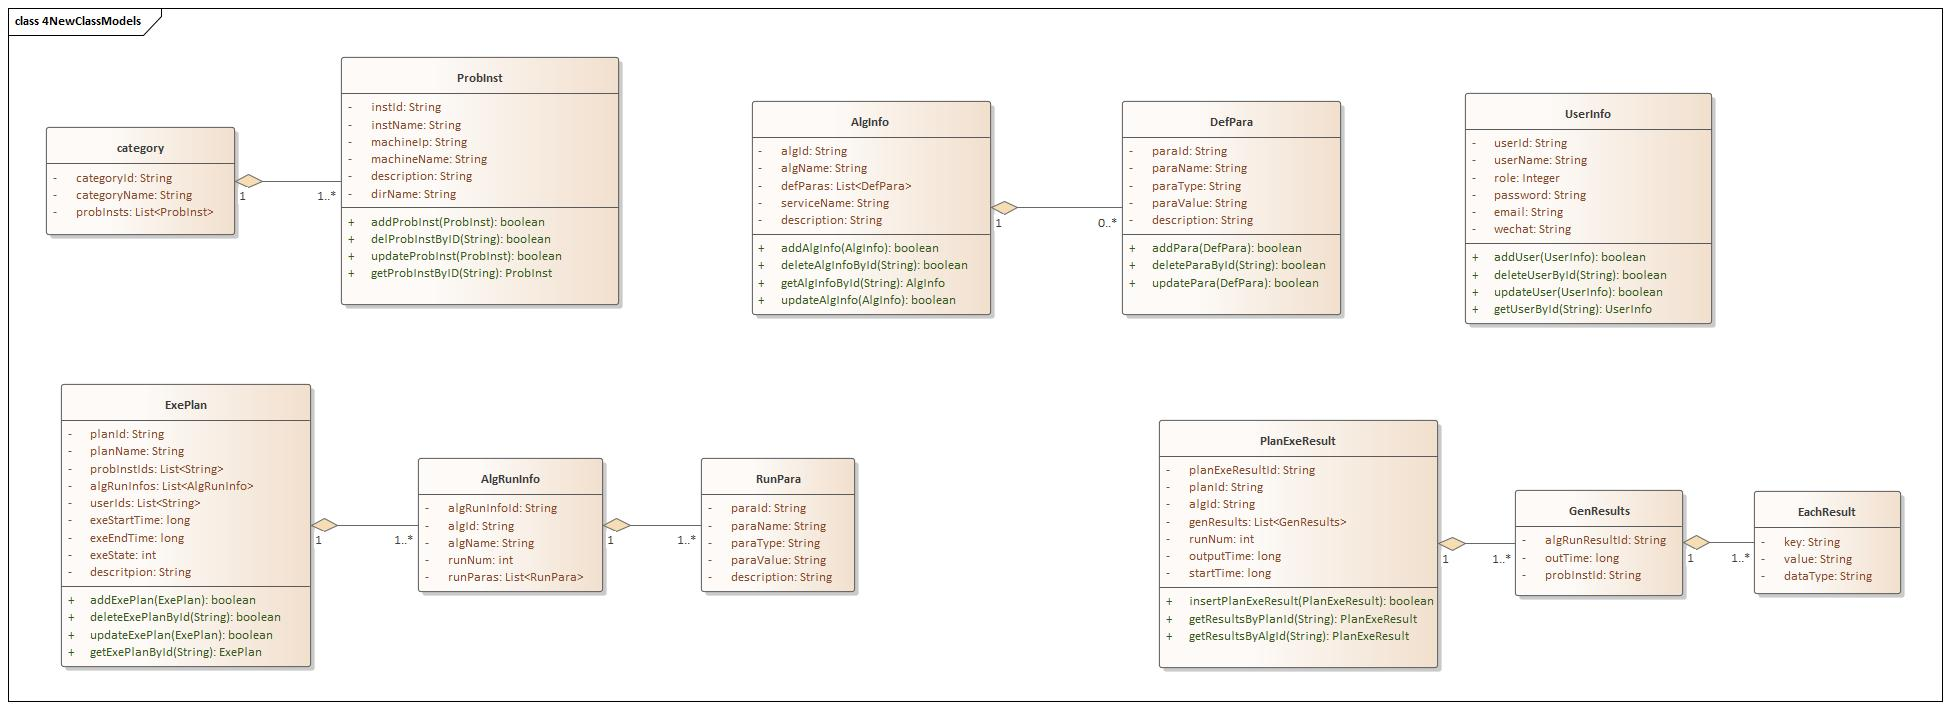 class 4NewClassModels
category
- categoryId: String
- categoryName: String
- probInsts: List<ProbInst>
1
1..*
ProbInst
- instId: String
- instName: String
- machineIp: String
- machineName: String
- description: String
- dirName: String
+ addProbInst(ProbInst): boolean
+ delProbInstByID(String): boolean
+ updateProbInst(ProbInst): boolean
+ getProbInstByID(String): ProbInst
AlgInfo
- algId: String
- algName: String
- defParas: List<DefPara>
- serviceName: String
- description: String
+ addAlgInfo(AlgInfo): boolean
+ deleteAlgInfoById(String): boolean
+ getAlgInfoById(String): AlgInfo
+ updateAlgInfo(AlgInfo): boolean
1
0..*
DefPara
- paraId: String
- paraName: String
- paraType: String
- paraValue: String
- description: String
+ addPara(DefPara): boolean
+ deleteParaById(String): boolean
+ updatePara(DefPara): boolean
UserInfo
- userId: String
- userName: String
- role: Integer
- password: String
- email: String
- wechat: String
+ addUser(UserInfo): boolean
+ deleteUserById(String): boolean
+ updateUser(UserInfo): boolean
+ getUserById(String): UserInfo
ExePlan
- planId: String
- planName: String
- probInstIds: List<String>
- algRunInfos: List<AlgRunInfo>
- userIds: List<String>
- exeStartTime: long
- exeEndTime: long
- exeState: int
- descritpion: String
+ addExePlan(ExePlan): boolean
+ deleteExePlanById(String): boolean
+ updateExePlan(ExePlan): boolean
+ getExePlanById(String): ExePlan
1
1..*
AlgRunInfo
- algRunInfoId: String
- algId: String
- algName: String
- runNum: int
- runParas: List<RunPara>
1
1..*
RunPara
- paraId: String
- paraName: String
- paraType: String
- paraValue: String
- description: String
PlanExeResult
- planExeResultId: String
- planId: String
- algId: String
- genResults: List<GenResults>
- runNum: int
- outputTime: long
- startTime: long
+ insertPlanExeResult(PlanExeResult): boolean
+ getResultsByPlanId(String): PlanExeResult
+ getResultsByAlgId(String): PlanExeResult
1
1..*
GenResults
- algRunResultId: String
- outTime: long
- probInstId: String
1
1..*
EachResult
- key: String
- value: String
- dataType: String